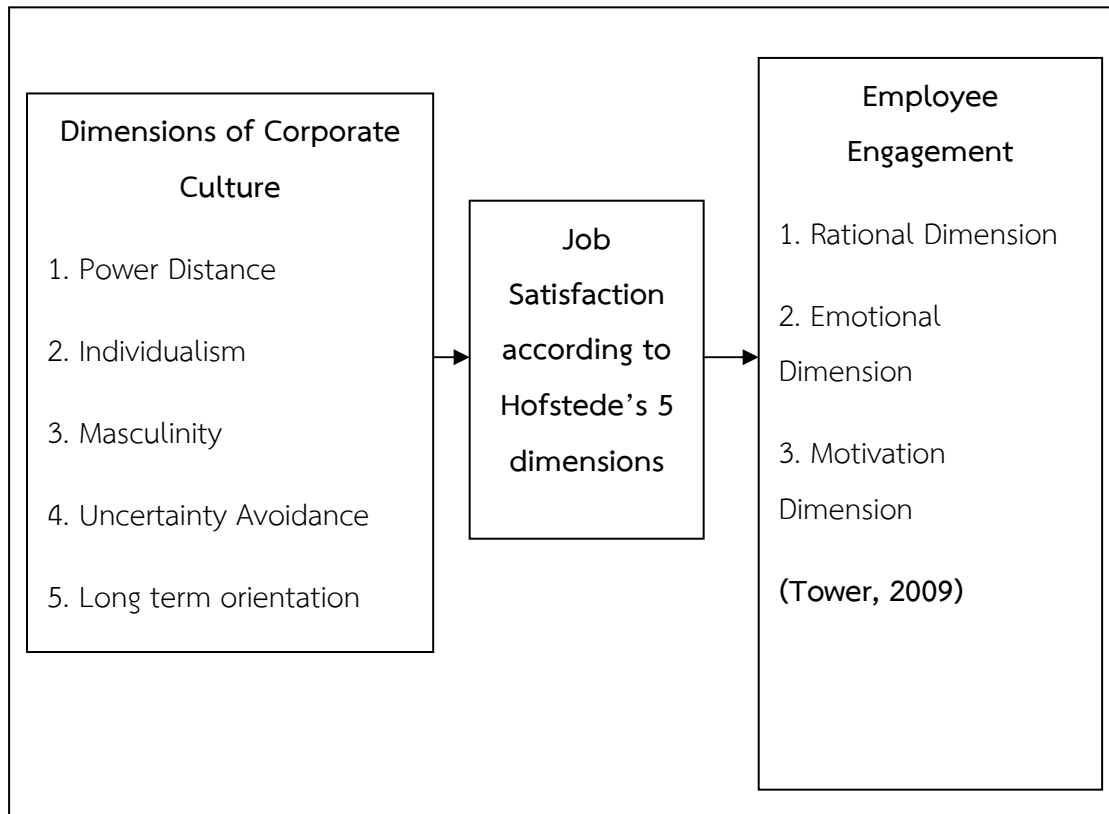 Dimensions of Corporate
Culture
1. Power Distance
2. Individualism
3. Masculinity
4. Uncertainty Avoidance
5. Long term orientation
Job
Satisfaction
according to
Hofstede’s 5
dimensions
Employee
Engagement
1. Rational Dimension
2. Emotional
Dimension
3. Motivation
Dimension
(Tower, 2009)